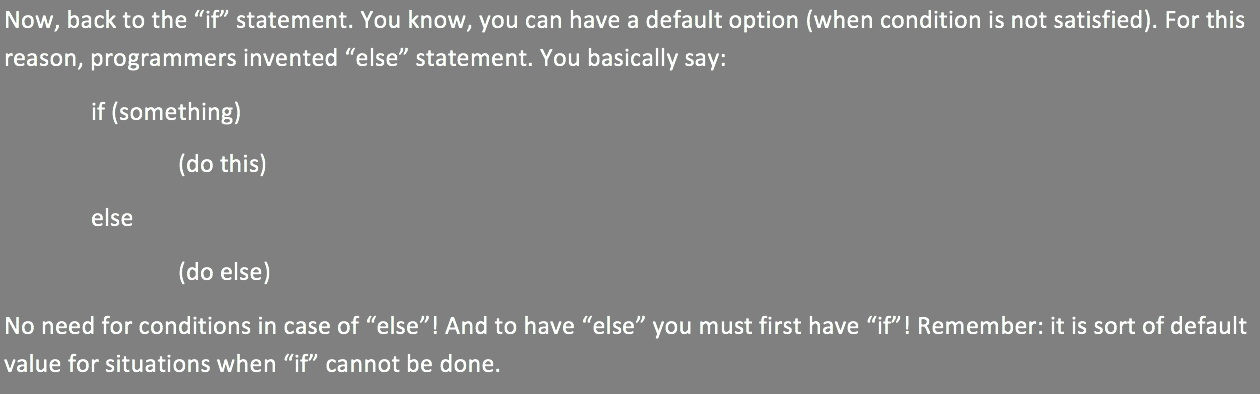 Now, back to the “if” statement. You know, you can have a default option (when condition is not satisfied). For this
reason, programmers invented “else” statement. You basically say:
if (something)
(do this)
else
(do else)
No need for conditions in case of “else”! And to have “else” you must first have “if”! Remember: it is sort of default
value for situations when “if” cannot be done.